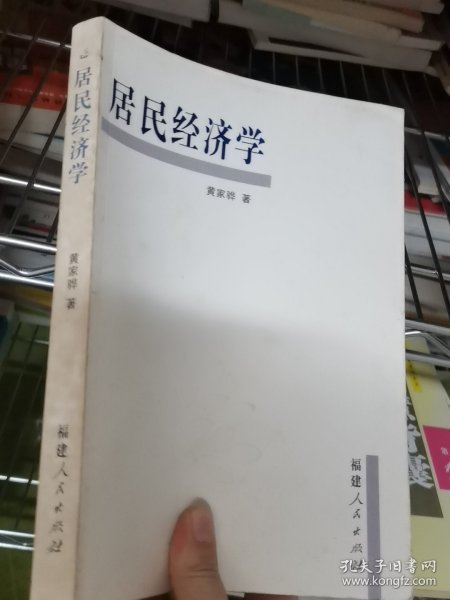 居民经济学
黄家骅 著
福建人民出版社
居民经济学
黄家骅 著
福建人民出版社
孔夫子旧书网
www.kongfz.com